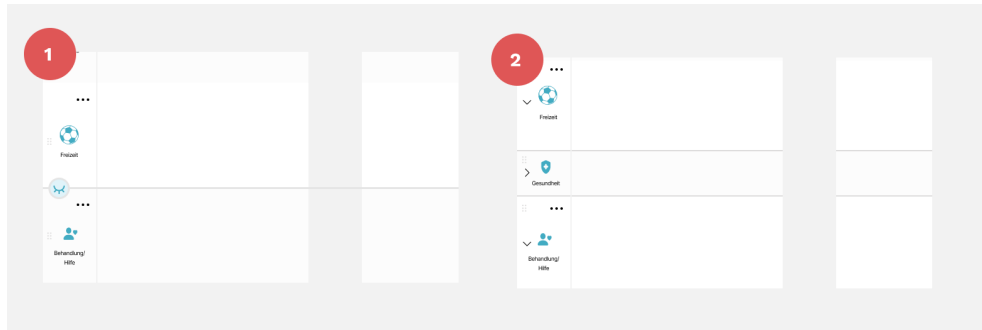 1
Freizeit
Behandlung/
Hilfe
2
Freizeit
Gesundheit
Behandlung/
Hilfe